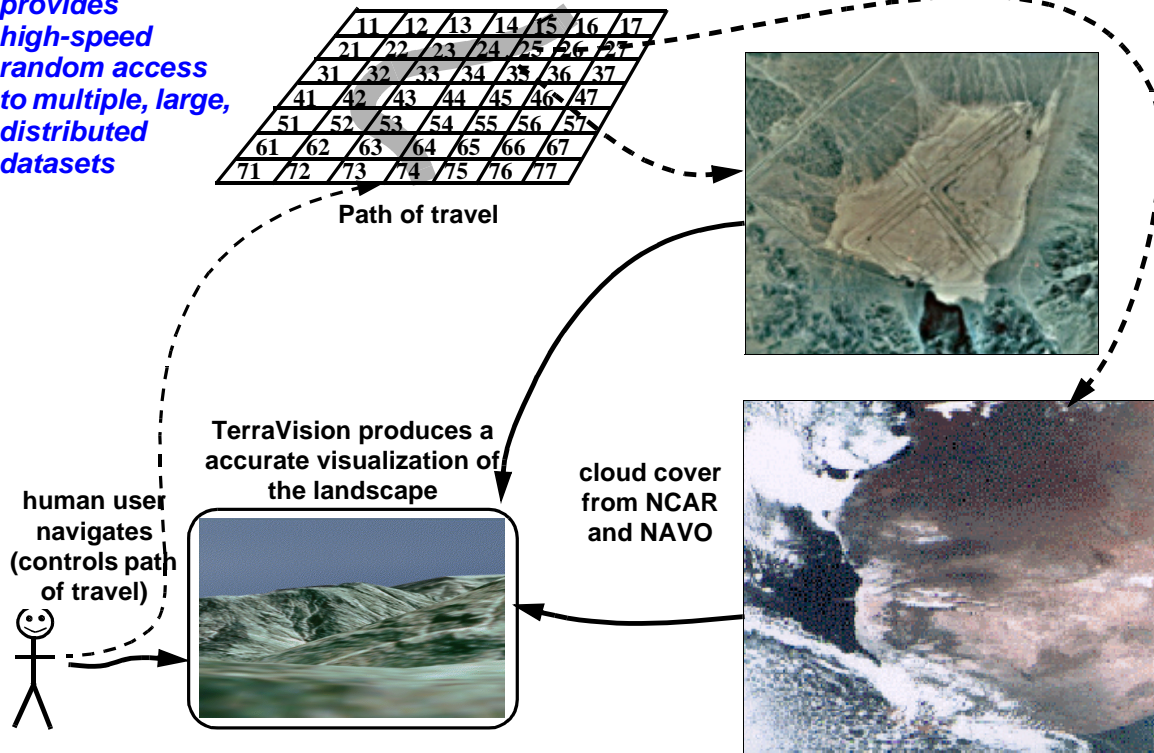 provides
high-speed
random access
to multiple, large,
distributed
datasets
11 12 13 14 15 16 17
21 22 23 24 25 26 27
31 32 33 34 35 36 37
41 42 43 44 45 46 47
51 52 53 54 55 56 57
61 62 63 64 65 66 67
71 72 73 74 75 76 77
Path of travel
TerraVision produces a
accurate visualization of
the landscape
cloud cover
from NCAR
and NAVO
human user
navigates
(controls path
of travel)